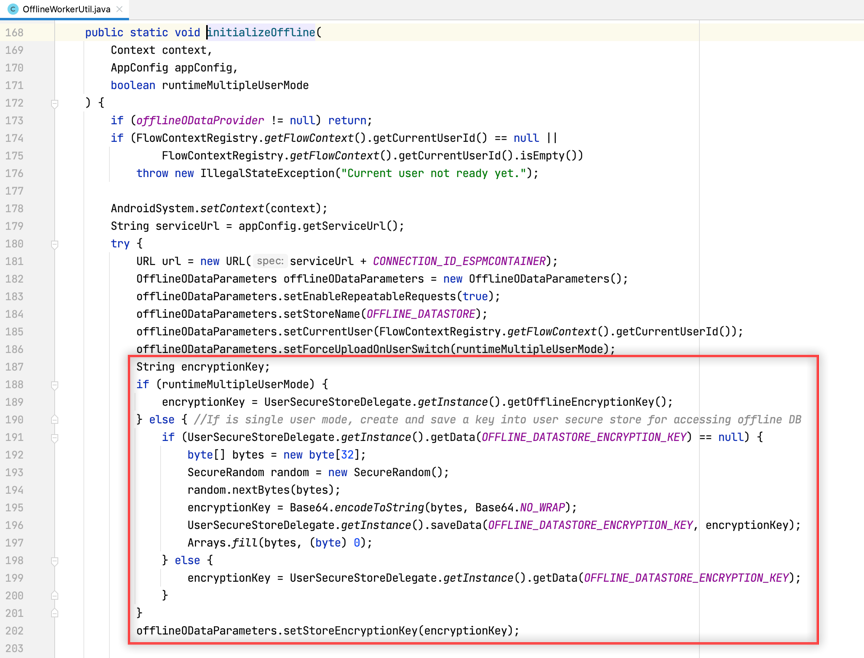 OfflineWorkerUtil.java
168 public static void initializeOffline(
169 Context context,
170 AppConfig appConfig,
171 boolean runtimeMultipleUserMode
172 ) {
173 if (offlineODataProvider != null) return;
174 if (FlowContextRegistry.getFlowContext().getCurrentUserId() == null ||
175 FlowContextRegistry.getFlowContext().getCurrentUserId().isEmpty())
176 throw new IllegalStateException("Current user not ready yet.");
177
178 AndroidSystem.setContext(context);
179 String serviceUrl = appConfig.getServiceUrl();
180 try {
181 URL url = new URL( spec: serviceUrl + CONNECTION_ID_ESPMCONTAINER);
182 OfflineODataParameters offlineODataParameters = new OfflineODataParameters();
183 offlineODataParameters.setEnableRepeatableRequests(true);
184 offlineODataParameters.setStoreName(OFFLINE_DATASTORE);
185 offlineODataParameters.setCurrentUser(FlowContextRegistry.getFlowContext().getCurrentUserId());
186 offlineODataParameters.setForceUploadOnUserSwitch(runtimeMultipleUserMode);
187 String encryptionKey;
188 if (runtimeMultipleUserMode) {
189 encryptionKey = UserSecureStoreDelegate.getInstance().getOfflineEncryptionKey();
190 } else { //If is single user mode, create and save a key into user secure store for accessing offline DB
191 if (UserSecureStoreDelegate.getInstance().getData(OFFLINE_DATASTORE_ENCRYPTION_KEY) == null) {
192 byte[] bytes = new byte[32];
193 SecureRandom random = new SecureRandom();
194 random.nextBytes(bytes);
195 encryptionKey = Base64.encodeToString(bytes, Base64.NO_WRAP);
196 UserSecureStoreDelegate.getInstance().saveData(OFFLINE_DATASTORE_ENCRYPTION_KEY, encryptionKey);
197 Arrays.fill(bytes, (byte) 0);
198 } else {
199 encryptionKey = UserSecureStoreDelegate.getInstance().getData(OFFLINE_DATASTORE_ENCRYPTION_KEY);
200 }
201 }
202 offlineODataParameters.setStoreEncryptionKey(encryptionKey);
203